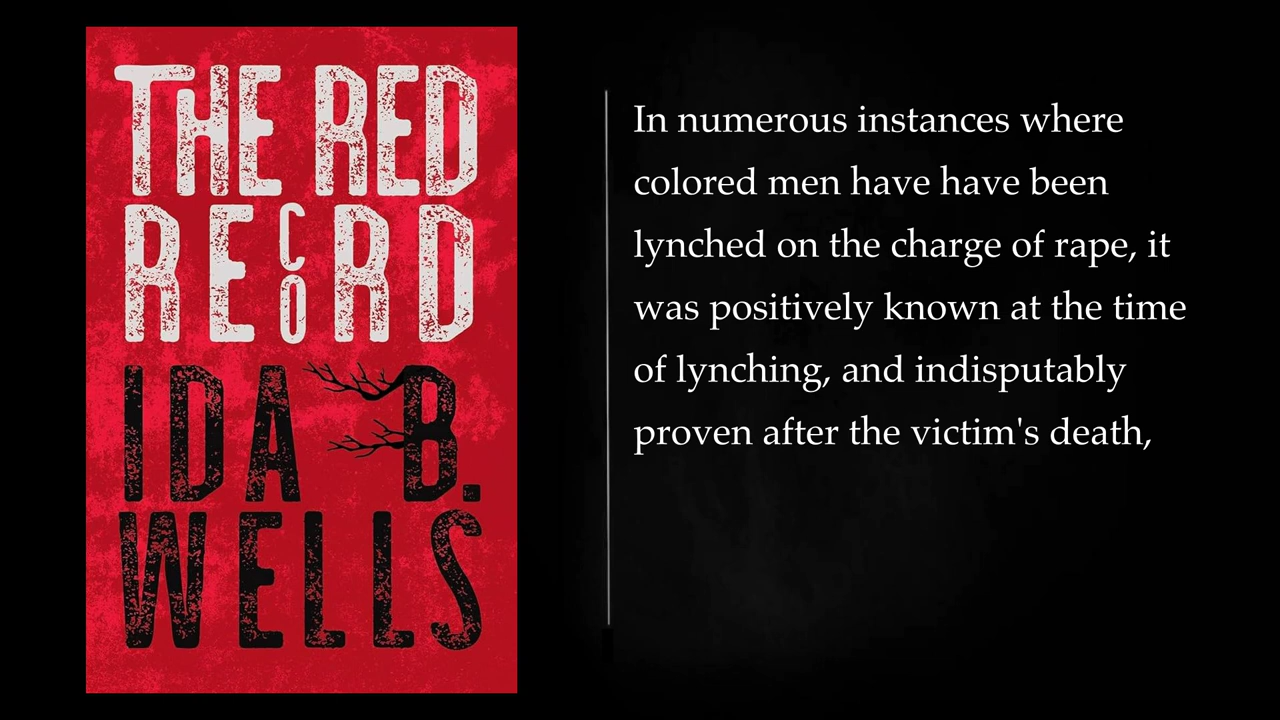 THE RED
RECORD
IDA B.
WELLS
In numerous instances where
colored men have have been
lynched on the charge of rape, it
was positively known at the time
of lynching, and indisputably
proven after the victim's death,